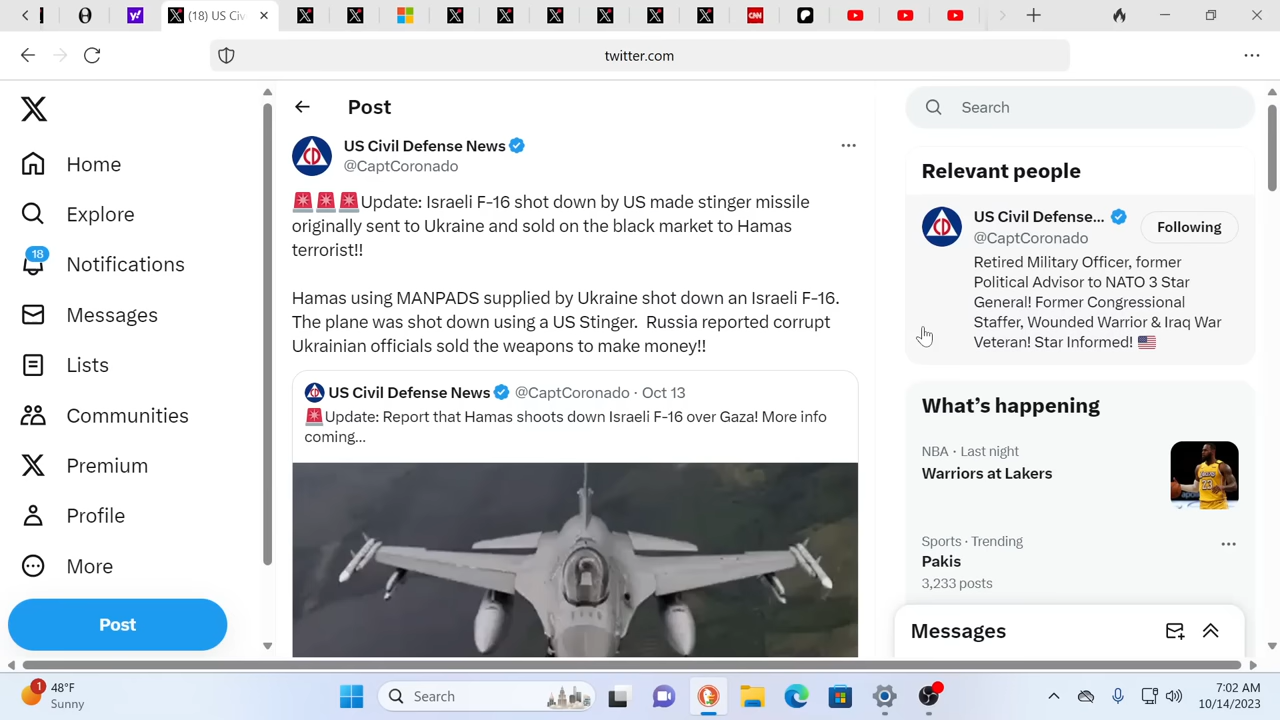 (18) US Civ
CNN
twitter.com
Home
Explore
18
Notifications
Messages
Lists
Communities
Premium
Profile
More
Post
Post
US Civil Defense News
@CaptCoronado
🚨🚨🚨Update: Israeli F-16 shot down by US made stinger missile
originally sent to Ukraine and sold on the black market to Hamas
terrorist!!
Hamas using MANPADS supplied by Ukraine shot down an Israeli F-16.
The plane was shot down using a US Stinger. Russia reported corrupt
Ukrainian officials sold the weapons to make money!!
US Civil Defense News @CaptCoronado · Oct 13
🚨Update: Report that Hamas shoots down Israeli F-16 over Gaza! More info
coming...
Search
Relevant people
US Civil Defense...
@CaptCoronado
Following
Retired Military Officer, former
Political Advisor to NATO 3 Star
General! Former Congressional
Staffer, Wounded Warrior & Iraq War
Veteran! Star Informed! 🇺🇸
What's happening
NBA · Last night
Warriors at Lakers
Sports · Trending
Pakis
3,233 posts
Messages
1
48°F
Sunny
Search
7:02 AM
10/14/2023